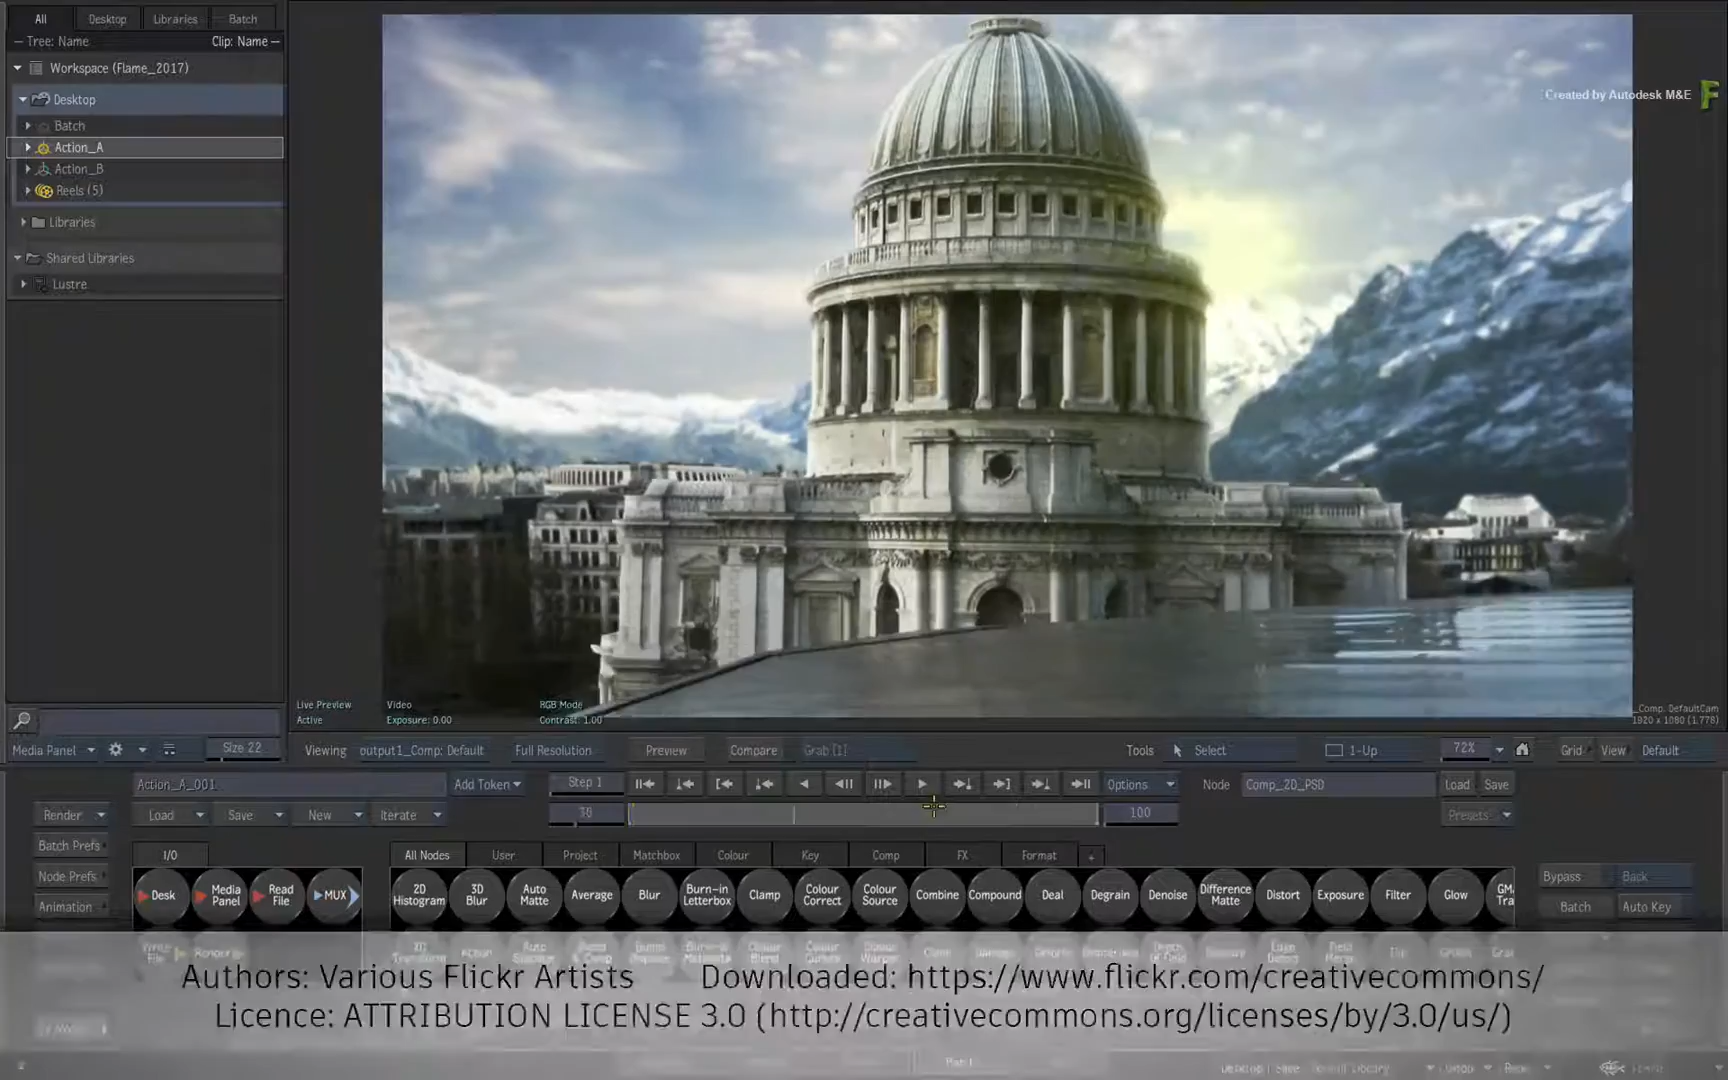 All Desktop Libraries Batch
Tree: Name Clip: Name
Workspace (Flame_2017)
Desktop
Batch
Action_A
Action_B
Reels (5)
Libraries
Shared Libraries
Lustre
Created by Autodesk M&E
Live Preview Video RGB Mode
Active Exposure: 0.00 Contrast: 1.00
_Comp: DefaultCam
1920 x 1080 (1.778)
Media Panel Size 22 Viewing output1_Comp: Default Full Resolution Preview Compare Grab [1] Tools Select 1-Up 72% Grid View Default
Action_A_001 Add Token Step 1 Options Node Comp_2D_PSD Load Save
Render Load Save New Iterate 100 Presets
Batch Prefs I/O All Nodes User Project Matchbox Colour Key Comp FX Format +
Node Prefs
Animation
Desk Media Panel Read File MUX
2D Histogram 3D Blur Auto Matte Average Blur Burn-in Letterbox Clamp Colour Correct Colour Source Combine Compound Deal Degrain Denoise Difference Matte Distort Exposure Filter Glow
Bypass Back
Batch Auto Key
Authors: Various Flickr Artists Downloaded: https://www.flickr.com/creativecommons/
Licence: ATTRIBUTION LICENSE 3.0 (http://creativecommons.org/licenses/by/3.0/us/)